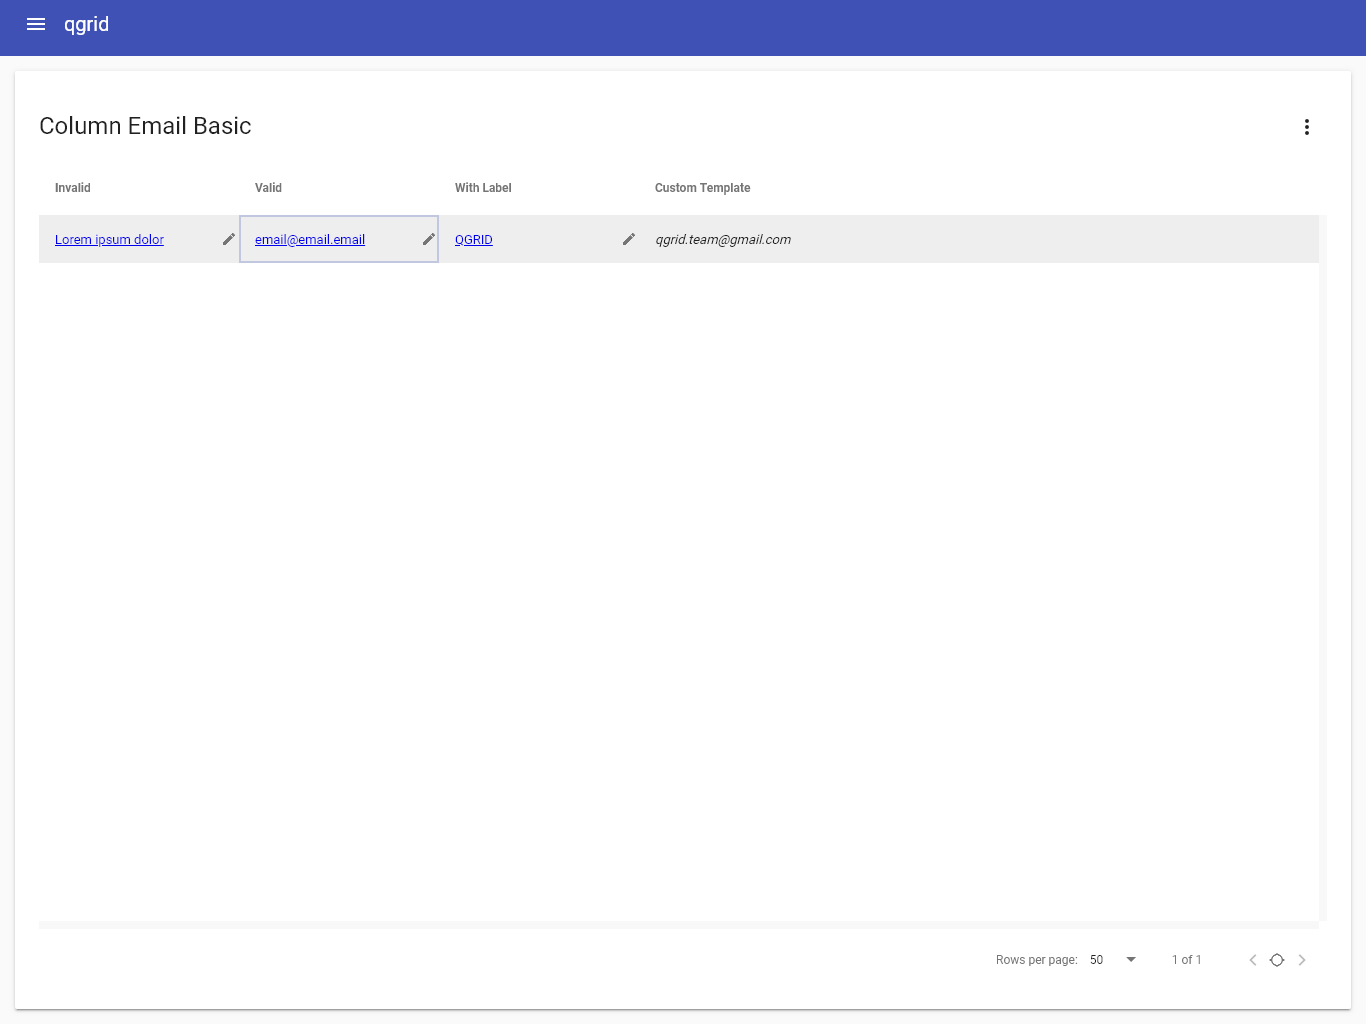 qgrid
Column Email Basic
Invalid Valid With Label Custom Template
Lorem ipsum dolor email@email.email QGRID qgrid.team@gmail.com
Rows per page: 50 1 of 1